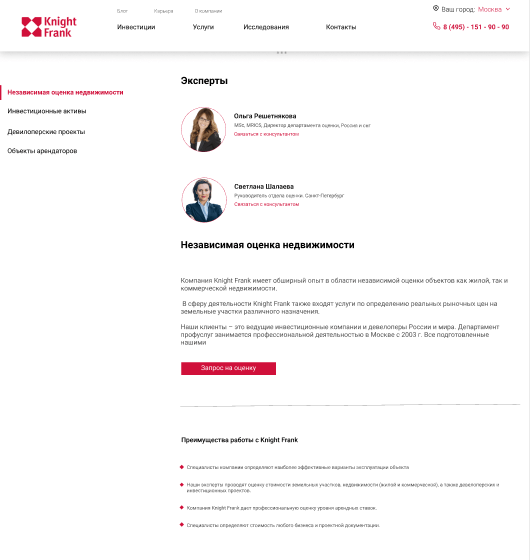 Knight
Frank
Блог
Карьера
О компании
Ваш город: Москва
Инвестиции
Услуги
Исследования
Контакты
8 (495) - 151 - 90 - 90
Независимая оценка недвижимости
Инвестиционные активы
Девилоперские проекты
Объекты арендаторов
Эксперты
Ольга Решетнякова
MSc, MRICS, Директор департамента оценки, Россия и снг
Связаться с консультантом
Светлана Шалаева
Руководитель отдела оценки. Санкт-Петербург
Связаться с консультантом
Независимая оценка недвижимости
Компания Knight Frank имеет обширный опыт в области независимой оценки объектов как жилой, так и
коммерческой недвижимости.
В сферу деятельности Knight Frank также входят услуги по определению реальных рыночных цен на
земельные участки различного назначения.
Наши клиенты – это ведущие инвестиционные компании и девелоперы России и мира. Департамент
профуслуг занимается профессиональной деятельностью в Москве с 2003 г. Все подготовленные
нашими
Запрос на оценку
Преимущества работы с Knight Frank
Специалисты компании определяют наиболее эффективные варианты эксплуатации объекта
Наши эксперты проводят оценку стоимости земельных участков, недвижимости (жилой и коммерческой), а также девелоперских и
инвестиционных проектов.
Компания Knight Frank дает профессиональную оценку уровня арендных ставок.
Специалисты определяют стоимость любого бизнеса и проектной документации.